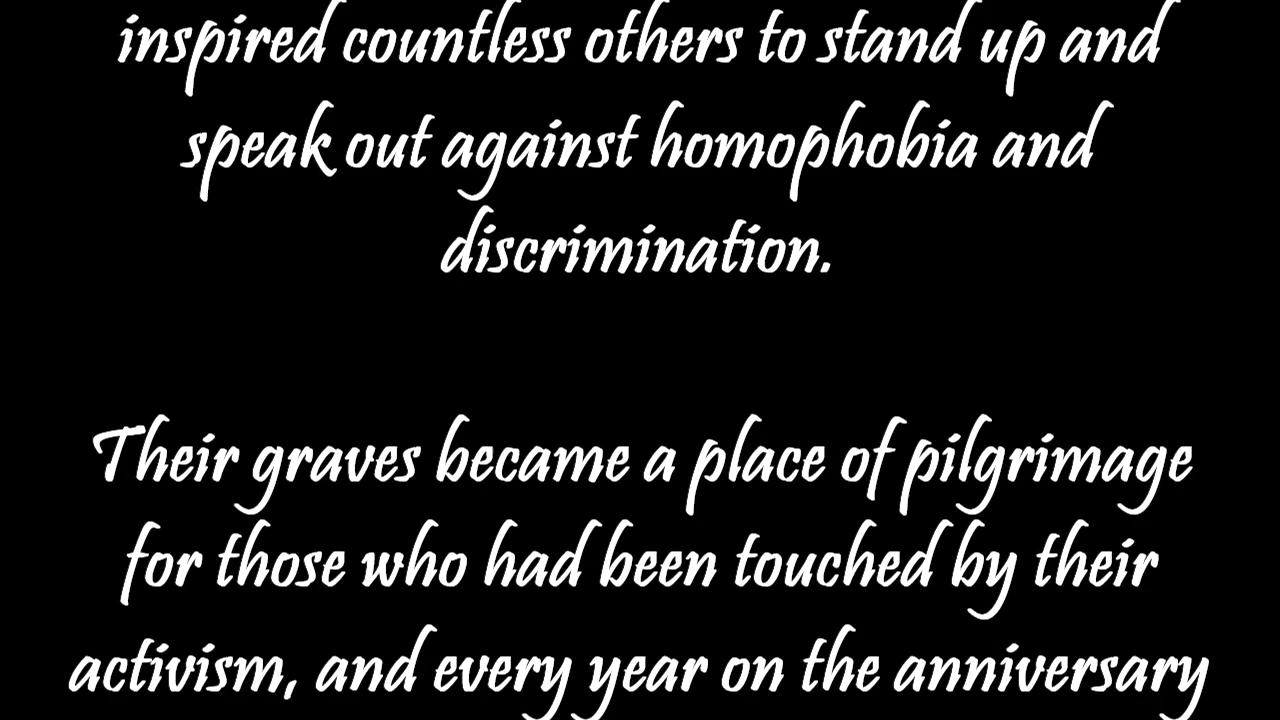 inspired countless others to stand up and
speak out against homophobia and
discrimination.
Their graves became a place of pilgrimage
for those who had been touched by their
activism, and every year on the anniversary